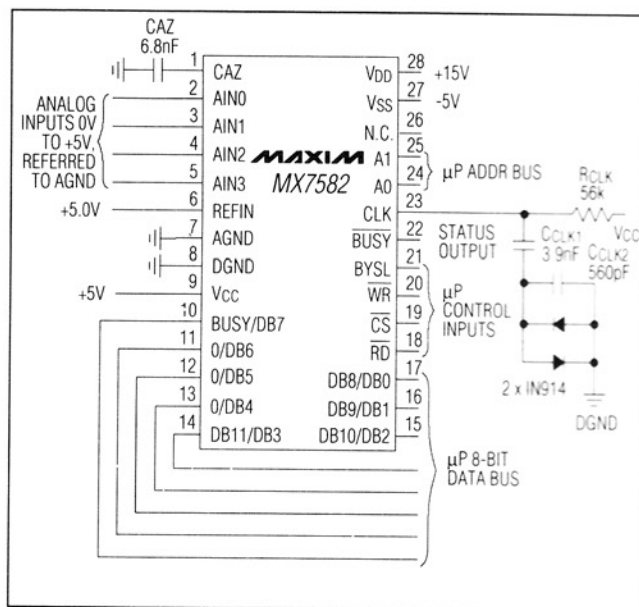 CAZ
6.8nF
1 CAZ
2 AIN0
3 AIN1
4 AIN2
5 AIN3
6 REFIN
7 AGND
8 DGND
9 VCC
10 BUSY/DB7
11 0/DB6
12 0/DB5
13 0/DB4
14 DB11/DB3
ANALOG
INPUTS 0V
TO +5V,
REFERRED
TO AGND
+5.0V
+5V
MAXIM
MX7582
VDD 28 +15V
VSS 27 -5V
N.C. 26
A1 25
A0 24
μP ADDR BUS
CLK 23
BUSY 22
STATUS
OUTPUT
BYSL 21
WR 20
CS 19
RD 18
μP
CONTROL
INPUTS
DB8/DB0 17
DB9/DB1 16
DB10/DB2 15
μP 8-BIT
DATA BUS
RCLK
56k
VCC
CCLK1
3.9nF
CCLK2
560pF
2 x IN914
DGND